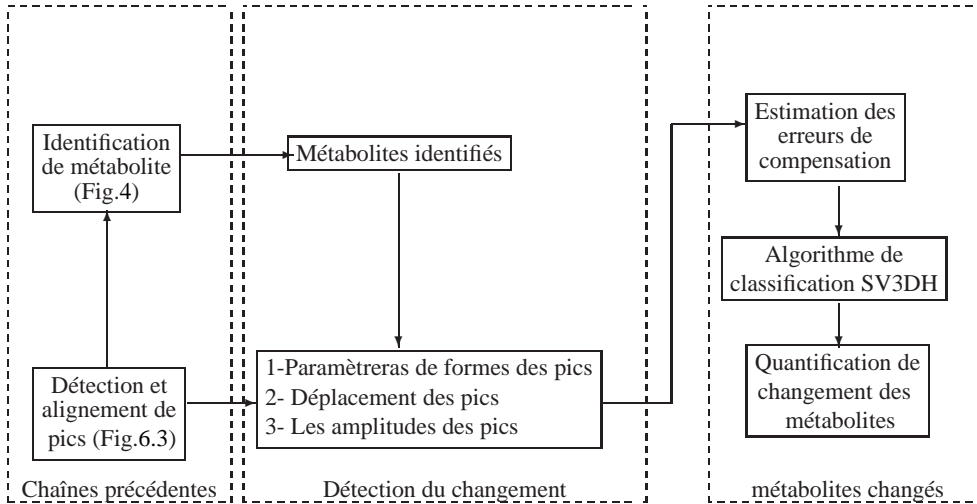 Identification
de métabolite
(Fig.4)
Détection et
alignement de
pics (Fig.6.3)
Chaînes précédentes
Métabolites identifiés
1-Paramètreras de formes des pics
2- Déplacement des pics
3- Les amplitudes des pics
Détection du changement
Estimation des
erreurs de
compensation
Algorithme de
classification SV3DH
Quantification de
changement des
métabolites
métabolites changés